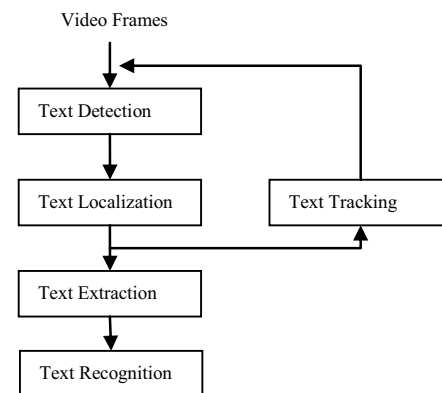 Video Frames
Text Detection
Text Localization
Text Tracking
Text Extraction
Text Recognition